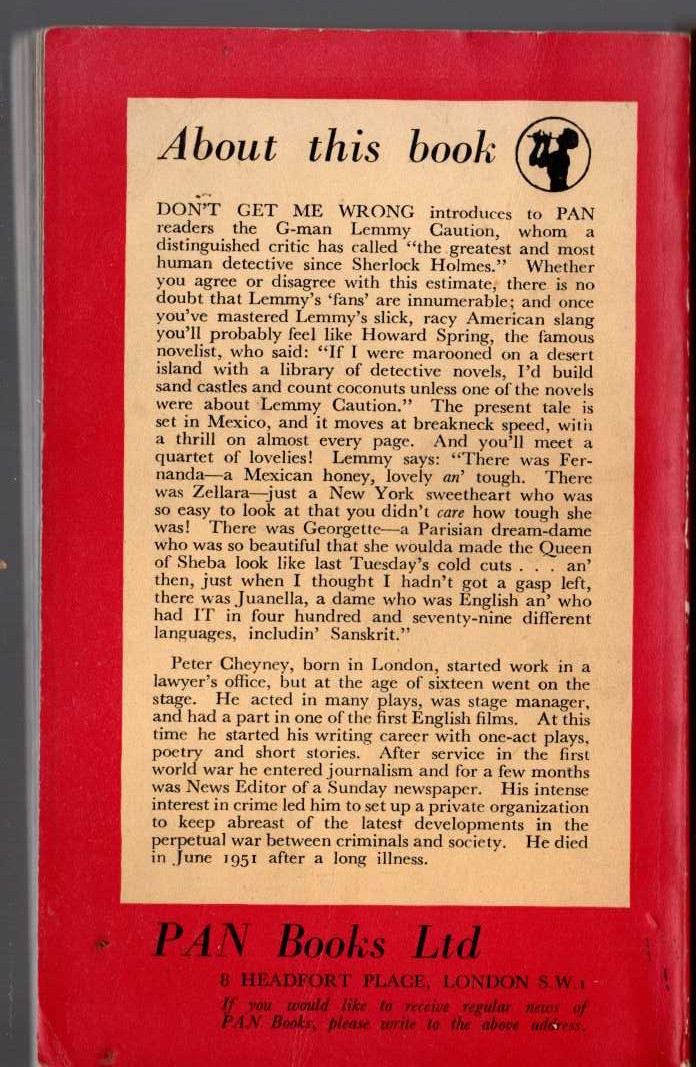 About this book
DON'T GET ME WRONG introduces to PAN
readers the G-man Lemmy Caution, whom a
distinguished critic has called “the greatest and most
human detective since Sherlock Holmes.” Whether
you agree or disagree with this estimate, there is no
doubt that Lemmy's ‘fans’ are innumerable; and once
you've mastered Lemmy's slick, racy American slang
you'll probably feel like Howard Spring, the famous
novelist, who said: “If I were marooned on a desert
island with a library of detective novels, I'd build
sand castles and count coconuts unless one of the novels
were about Lemmy Caution.” The present tale is
set in Mexico, and it moves at breakneck speed, with
a thrill on almost every page. And you'll meet a
quartet of lovelies! Lemmy says: “There was Fer-
nanda—a Mexican honey, lovely an' tough. There
was Zellara—just a New York sweetheart who was
so easy to look at that you didn't care how tough she
was! There was Georgette—a Parisian dream-dame
who was so beautiful that she woulda made the Queen
of Sheba look like last Tuesday's cold cuts . . . an'
then, just when I thought I hadn't got a gasp left,
there was Juanella, a dame who was English an' who
had IT in four hundred and seventy-nine different
languages, includin' Sanskrit.”
Peter Cheyney, born in London, started work in a
lawyer's office, but at the age of sixteen went on the
stage. He acted in many plays, was stage manager,
and had a part in one of the first English films. At this
time he started his writing career with one-act plays,
poetry and short stories. After service in the first
world war he entered journalism and for a few months
was News Editor of a Sunday newspaper. His intense
interest in crime led him to set up a private organization
to keep abreast of the latest developments in the
perpetual war between criminals and society. He died
in June 1951 after a long illness.
PAN Books Ltd
8 HEADFORT PLACE, LONDON S.W.1
If you would like to receive regular news of
PAN Books, please write to the above address.